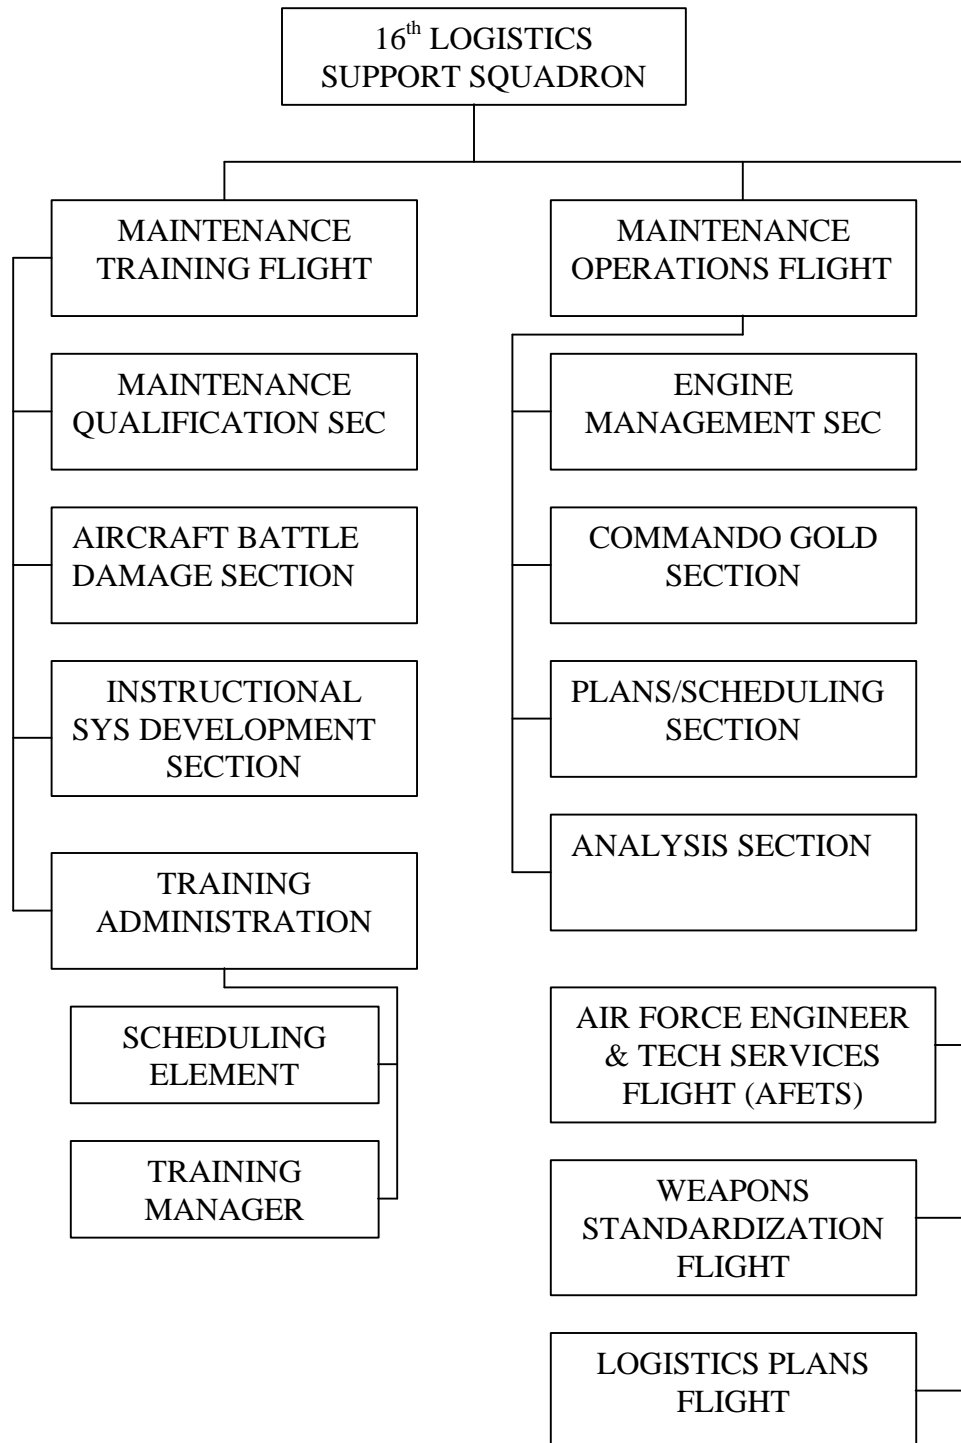 16th LOGISTICS
SUPPORT SQUADRON
MAINTENANCE
TRAINING FLIGHT
MAINTENANCE
QUALIFICATION SEC
AIRCRAFT BATTLE
DAMAGE SECTION
INSTRUCTIONAL
SYS DEVELOPMENT
SECTION
TRAINING
ADMINISTRATION
SCHEDULING
ELEMENT
TRAINING
MANAGER
MAINTENANCE
OPERATIONS FLIGHT
ENGINE
MANAGEMENT SEC
COMMANDO GOLD
SECTION
PLANS/SCHEDULING
SECTION
ANALYSIS SECTION
AIR FORCE ENGINEER
& TECH SERVICES
FLIGHT (AFETS)
WEAPONS
STANDARDIZATION
FLIGHT
LOGISTICS PLANS
FLIGHT